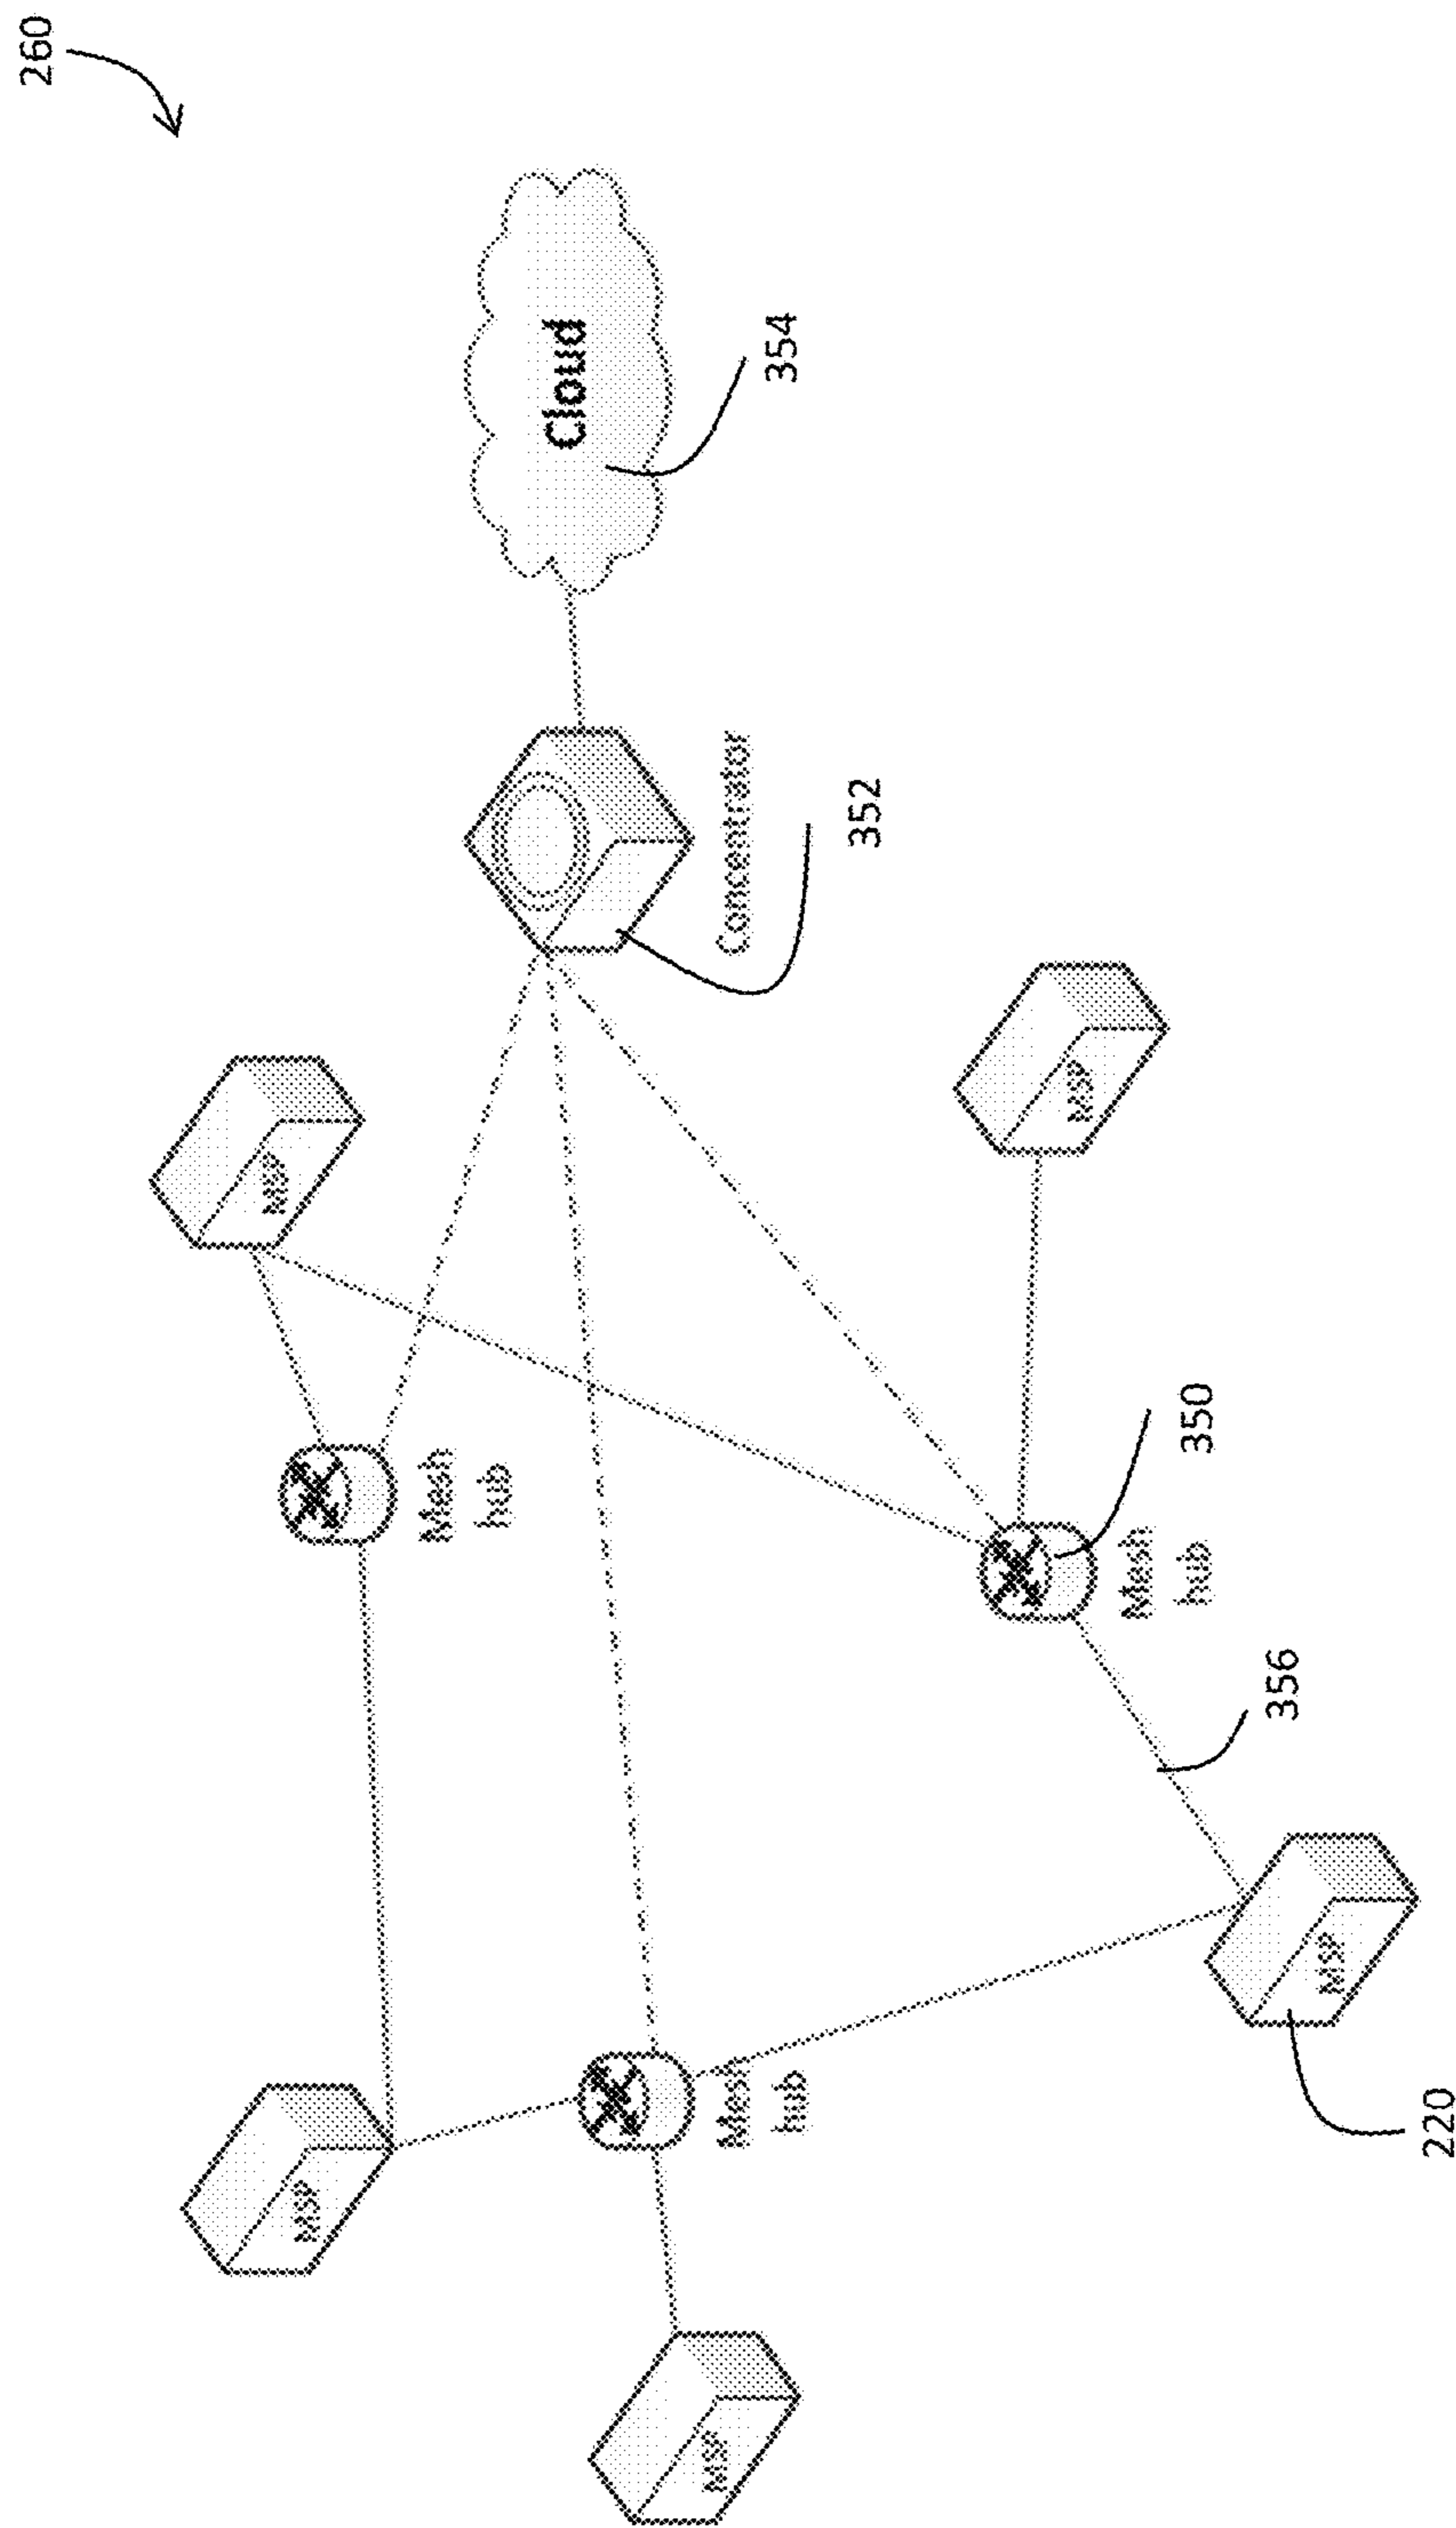 260
MSP
MSP
Mesh
hub
Cloud
MSP
Mesh
hub
Concentrator
354
352
MSP
Mesh
hub
350
356
MSP
220